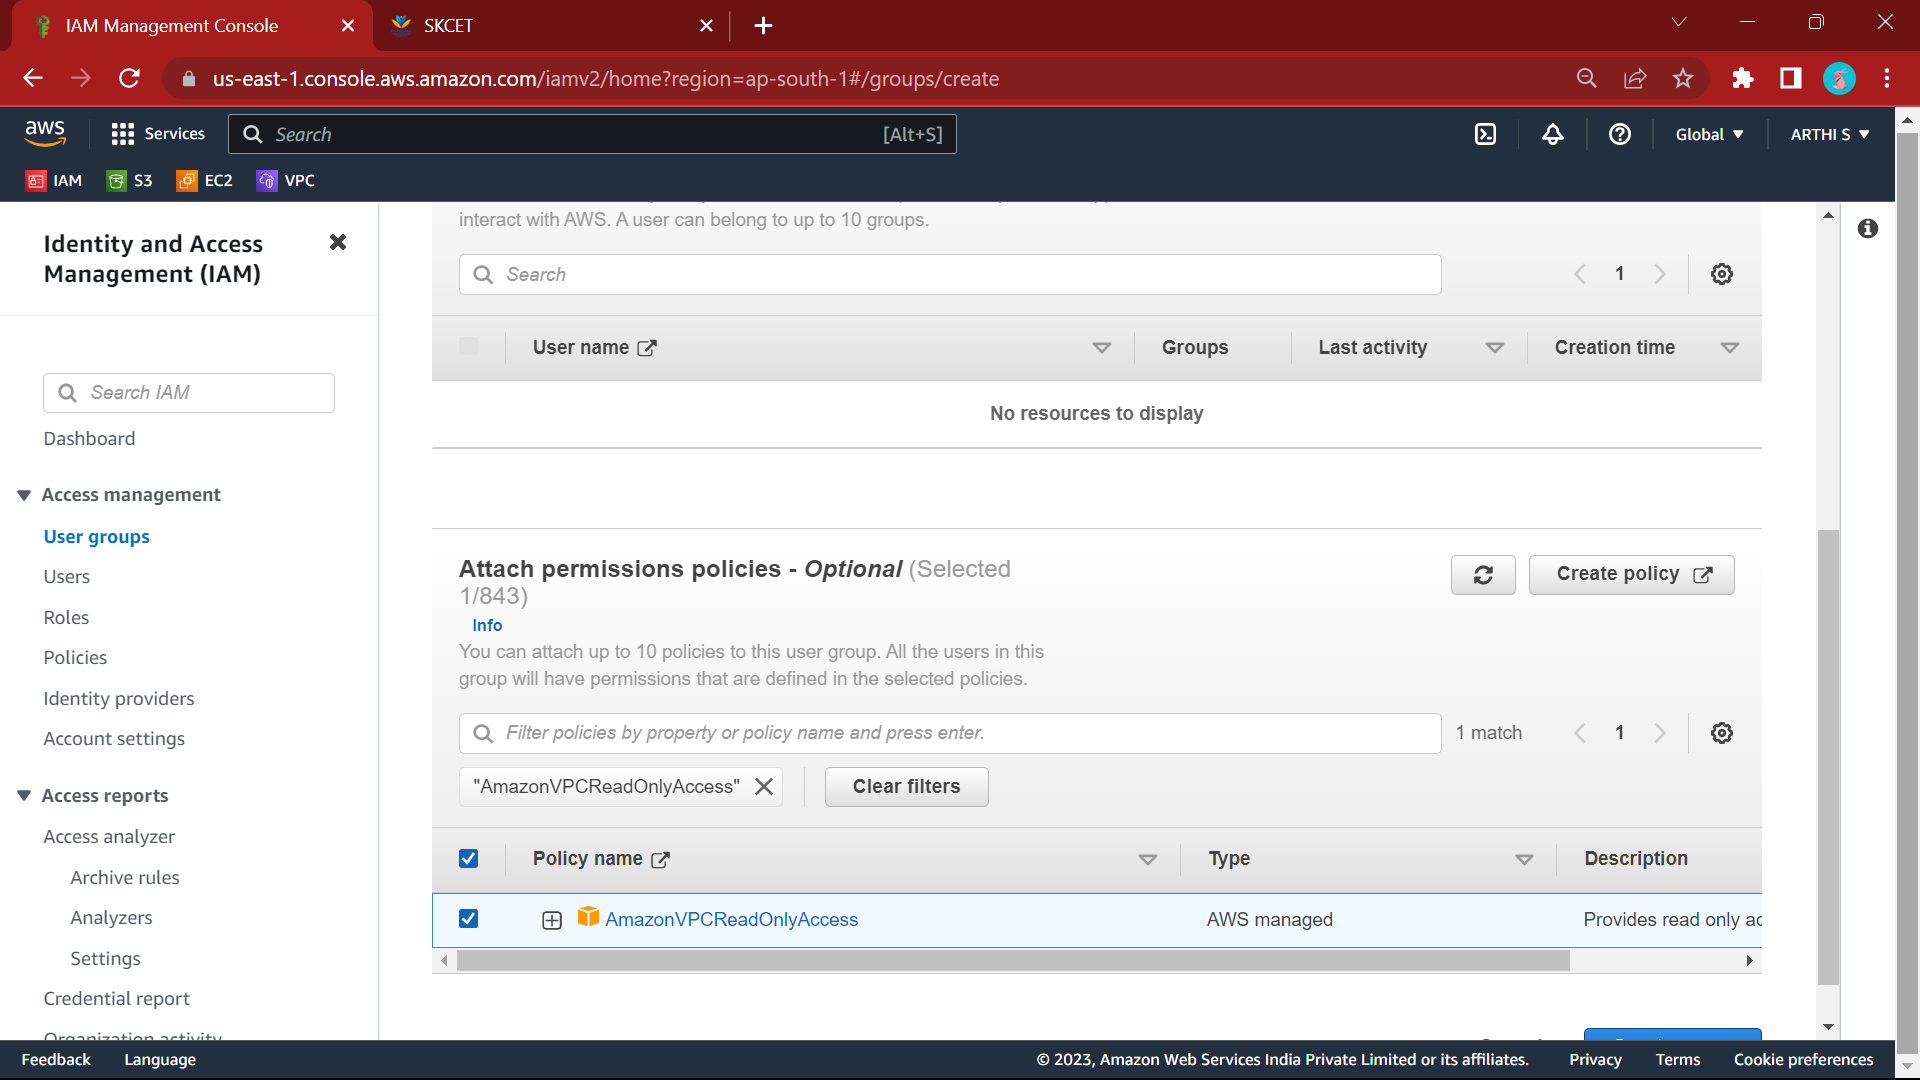 IAM Management Console
SKCET
us-east-1.console.aws.amazon.com/iamv2/home?region=ap-south-1#/groups/create
aws
Services
Search
[Alt+S]
Global
ARTHI S
IAM
S3
EC2
VPC
Identity and Access
Management (IAM)
Search IAM
Dashboard
Access management
User groups
Users
Roles
Policies
Identity providers
Account settings
Access reports
Access analyzer
Archive rules
Analyzers
Settings
Credential report
Organization activity
interact with AWS. A user can belong to up to 10 groups.
Search
1
User name
Groups
Last activity
Creation time
No resources to display
Attach permissions policies - Optional (Selected
1/843)
Info
You can attach up to 10 policies to this user group. All the users in this
group will have permissions that are defined in the selected policies.
Create policy
Filter policies by property or policy name and press enter.
1 match
1
"AmazonVPCReadOnlyAccess"
Clear filters
Policy name
Type
Description
AmazonVPCReadOnlyAccess
AWS managed
Provides read only ac
Feedback
Language
© 2023, Amazon Web Services India Private Limited or its affiliates.
Privacy
Terms
Cookie preferences